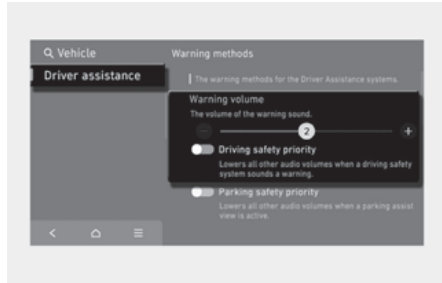 Vehicle
Warning methods
Driver assistance
The warning methods for the Driver Assistance systems.
Warning volume
The volume of the warning sound.
2
Driving safety priority
Lowers all other audio volumes when a driving safety
system sounds a warning.
Parking safety priority
Lowers all other audio volumes when a parking assist
view is active.